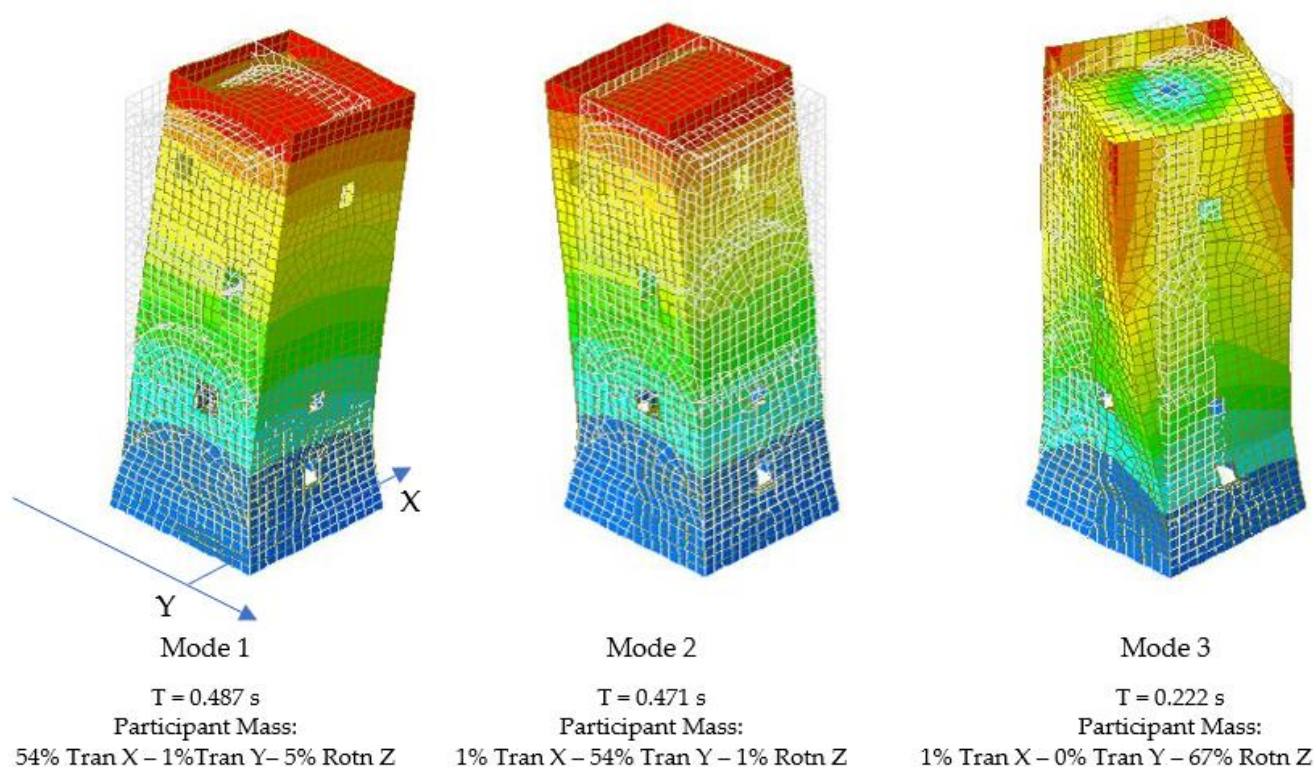 X
Y
Mode 1
T = 0.487 s
Participant Mass:
54% Tran X – 1%Tran Y– 5% Rotn Z
Mode 2
T = 0.471 s
Participant Mass:
1% Tran X – 54% Tran Y – 1% Rotn Z
Mode 3
T = 0.222 s
Participant Mass:
1% Tran X – 0% Tran Y – 67% Rotn Z